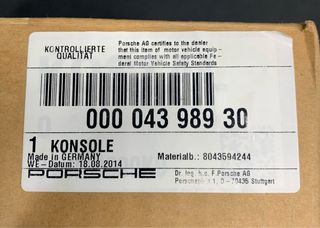 KONTROLLIERTE
QUALITÄT
Porsche AG certifies to the dealer
that this item of motor vehicle equip-
ment complies with all applicable Fe-
deral Motor Vehicle Safety Standards
000 043 989 30
1 KONSOLE
Made in GERMANY
Materialb.: 8043594244
WE-Datum: 18.08.2014
PORSCHE
Dr. Ing. h.c. F.Porsche AG
Porscheplatz 1, D-70435 Stuttgart